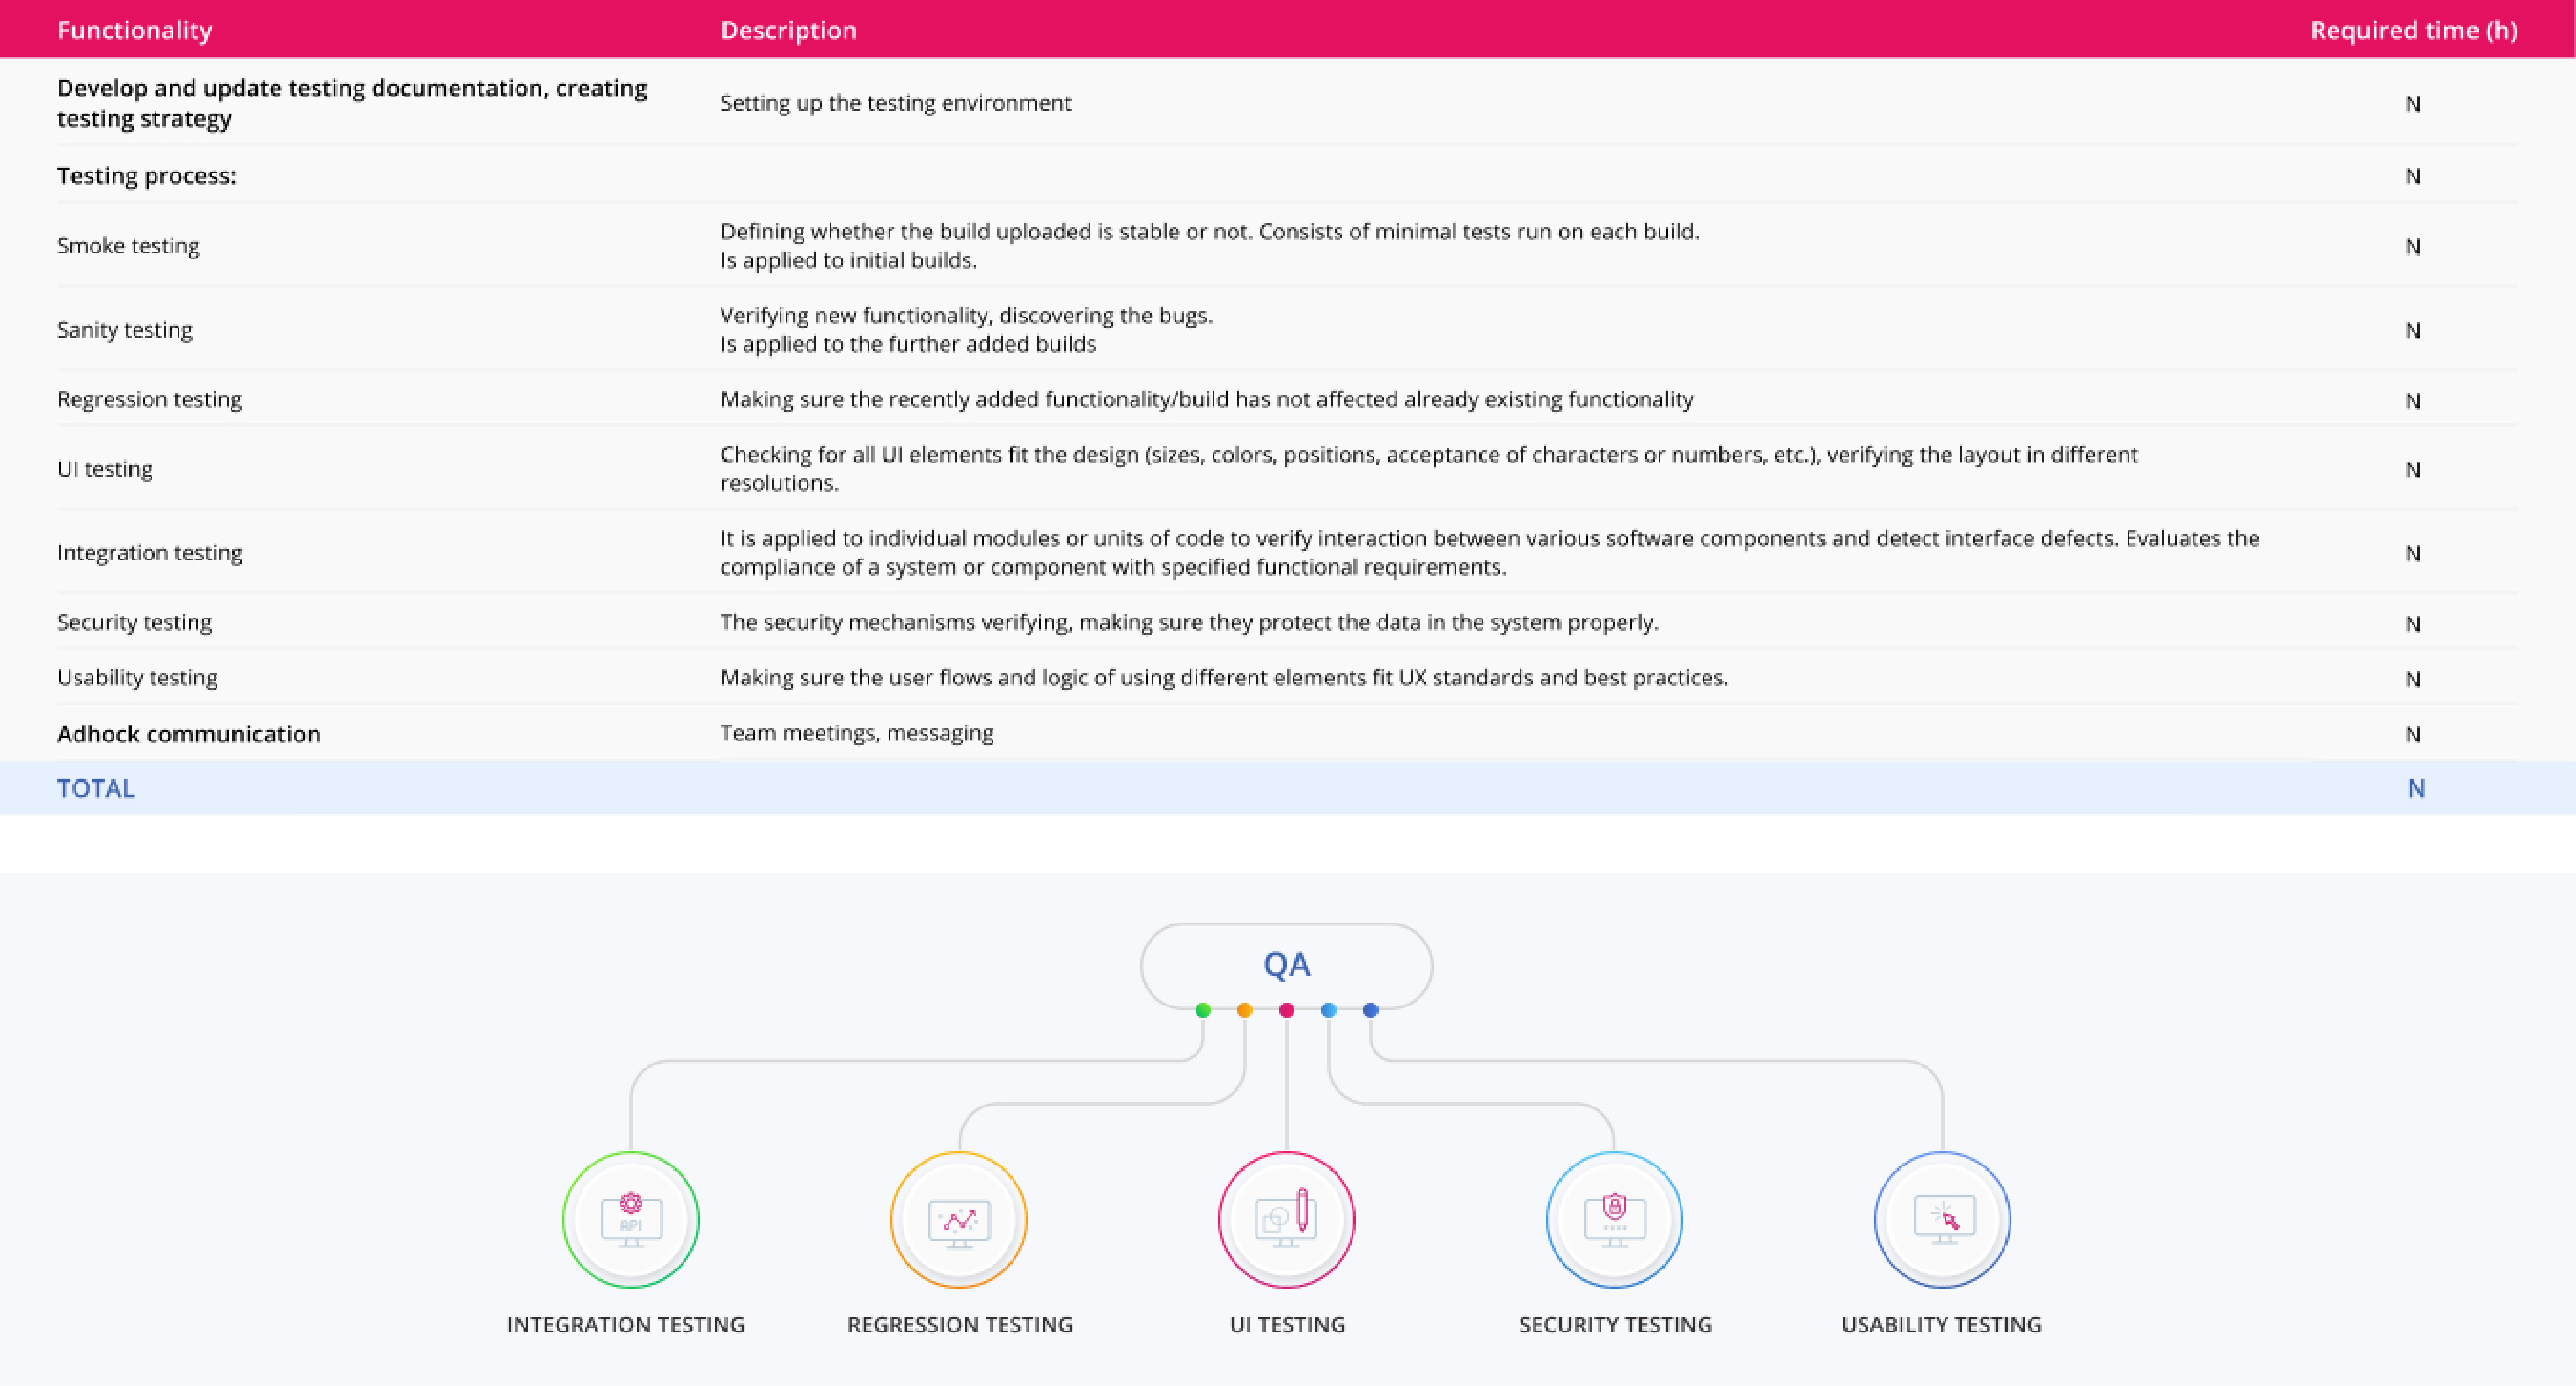 Functionality Description Required time (h)
Develop and update testing documentation, creating
testing strategy
Setting up the testing environment
N
Testing process:
N
Smoke testing
Defining whether the build uploaded is stable or not. Consists of minimal tests run on each build.
Is applied to initial builds.
N
Sanity testing
Verifying new functionality, discovering the bugs.
Is applied to the further added builds
N
Regression testing
Making sure the recently added functionality/build has not affected already existing functionality
N
UI testing
Checking for all UI elements fit the design (sizes, colors, positions, acceptance of characters or numbers, etc.), verifying the layout in different
resolutions.
N
Integration testing
It is applied to individual modules or units of code to verify interaction between various software components and detect interface defects. Evaluates the
compliance of a system or component with specified functional requirements.
N
Security testing
The security mechanisms verifying, making sure they protect the data in the system properly.
N
Usability testing
Making sure the user flows and logic of using different elements fit UX standards and best practices.
N
Adhock communication
Team meetings, messaging
N
TOTAL
N
QA
API
INTEGRATION TESTING
REGRESSION TESTING
UI TESTING
SECURITY TESTING
USABILITY TESTING